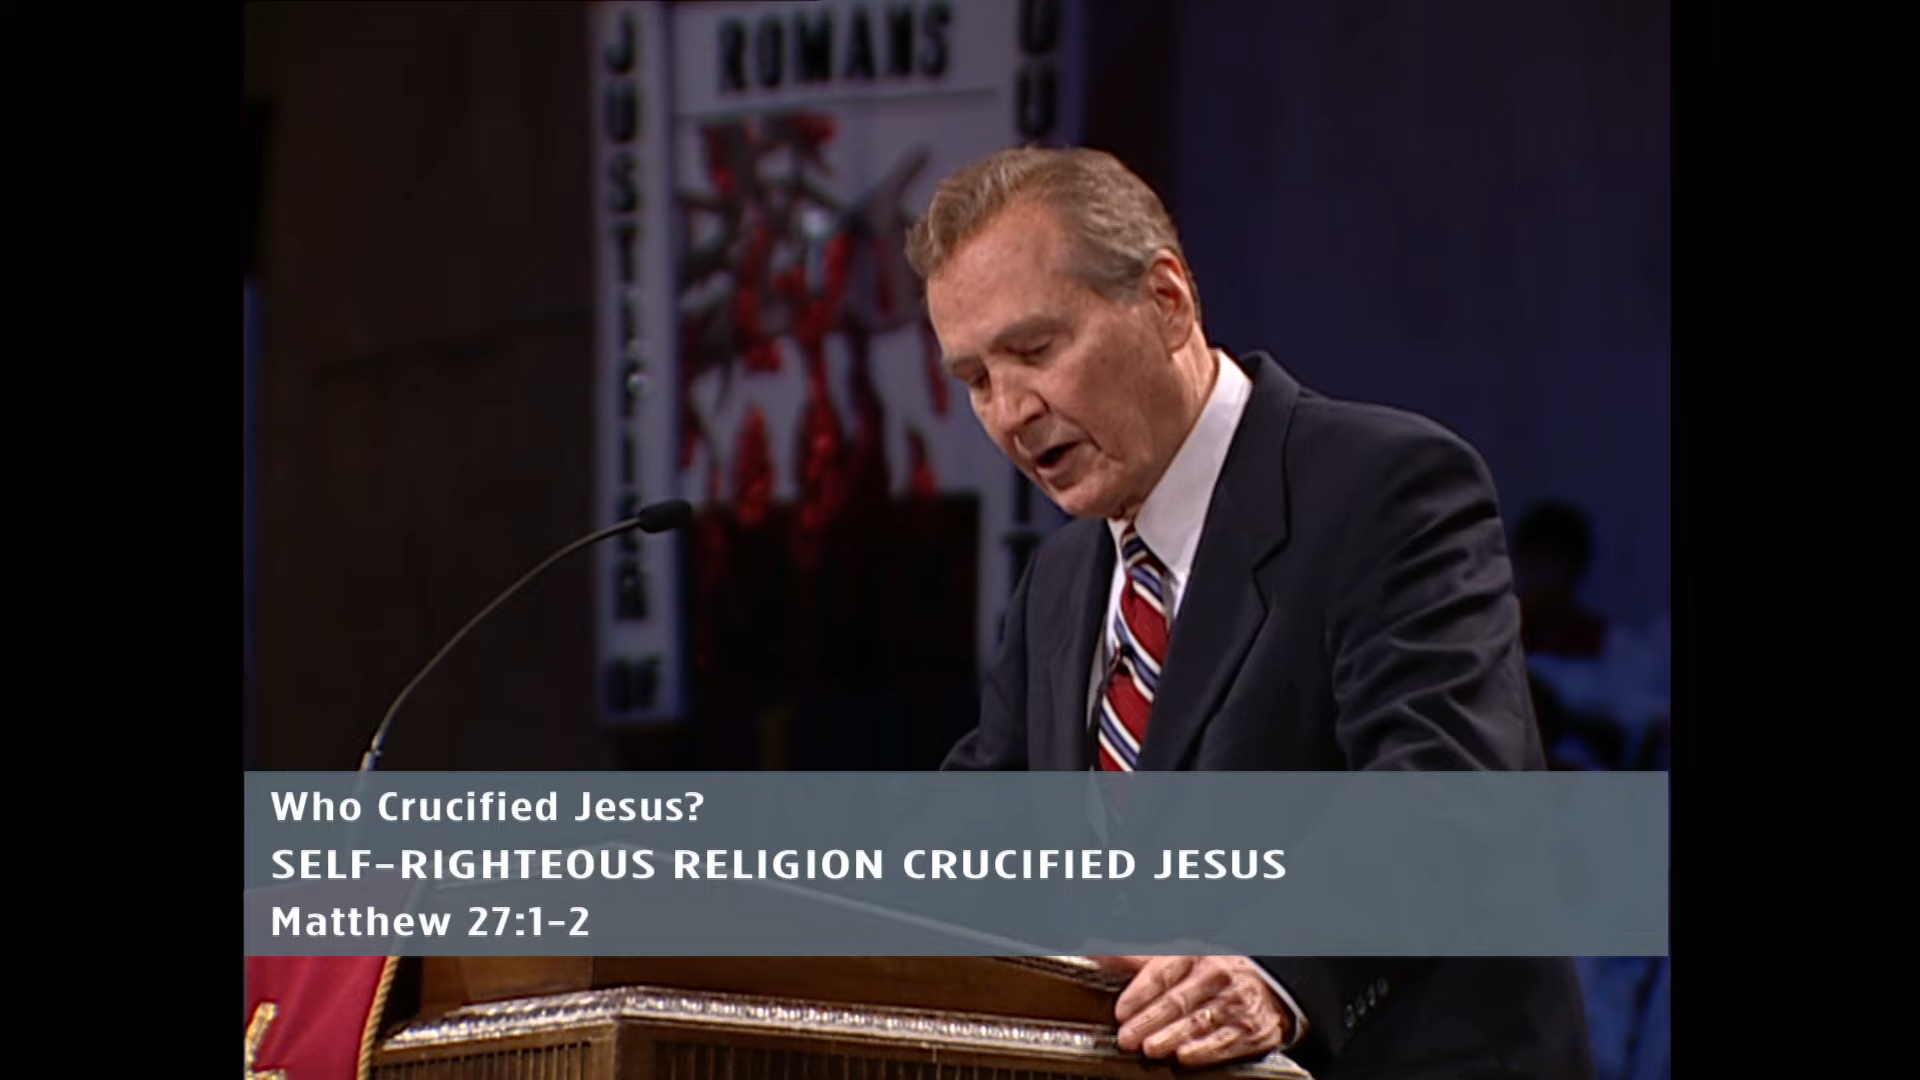 ROMANS
Who Crucified Jesus?
SELF-RIGHTEOUS RELIGION CRUCIFIED JESUS
Matthew 27:1-2